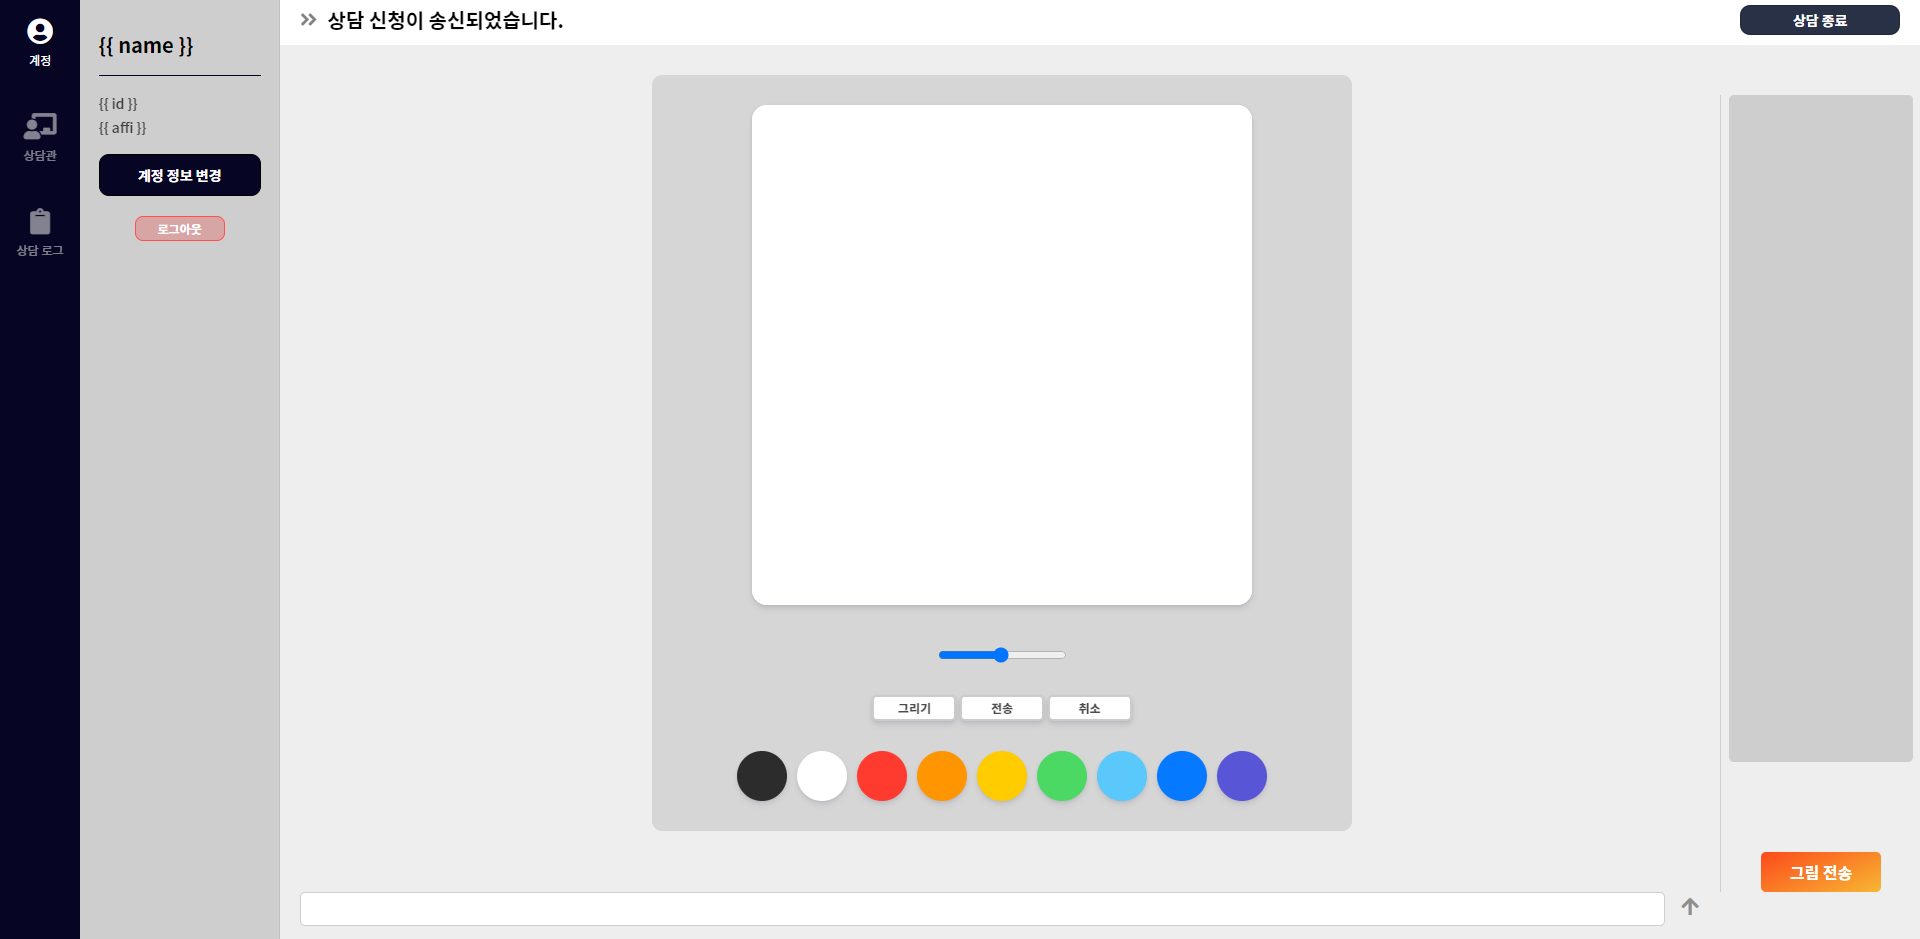 계정
상담관
상담 로그
{{ name }}
{{ id }}
{{ affi }}
계정 정보 변경
로그아웃
상담 신청이 송신되었습니다.
상담 종료
그리기
전송
취소
그림 전송